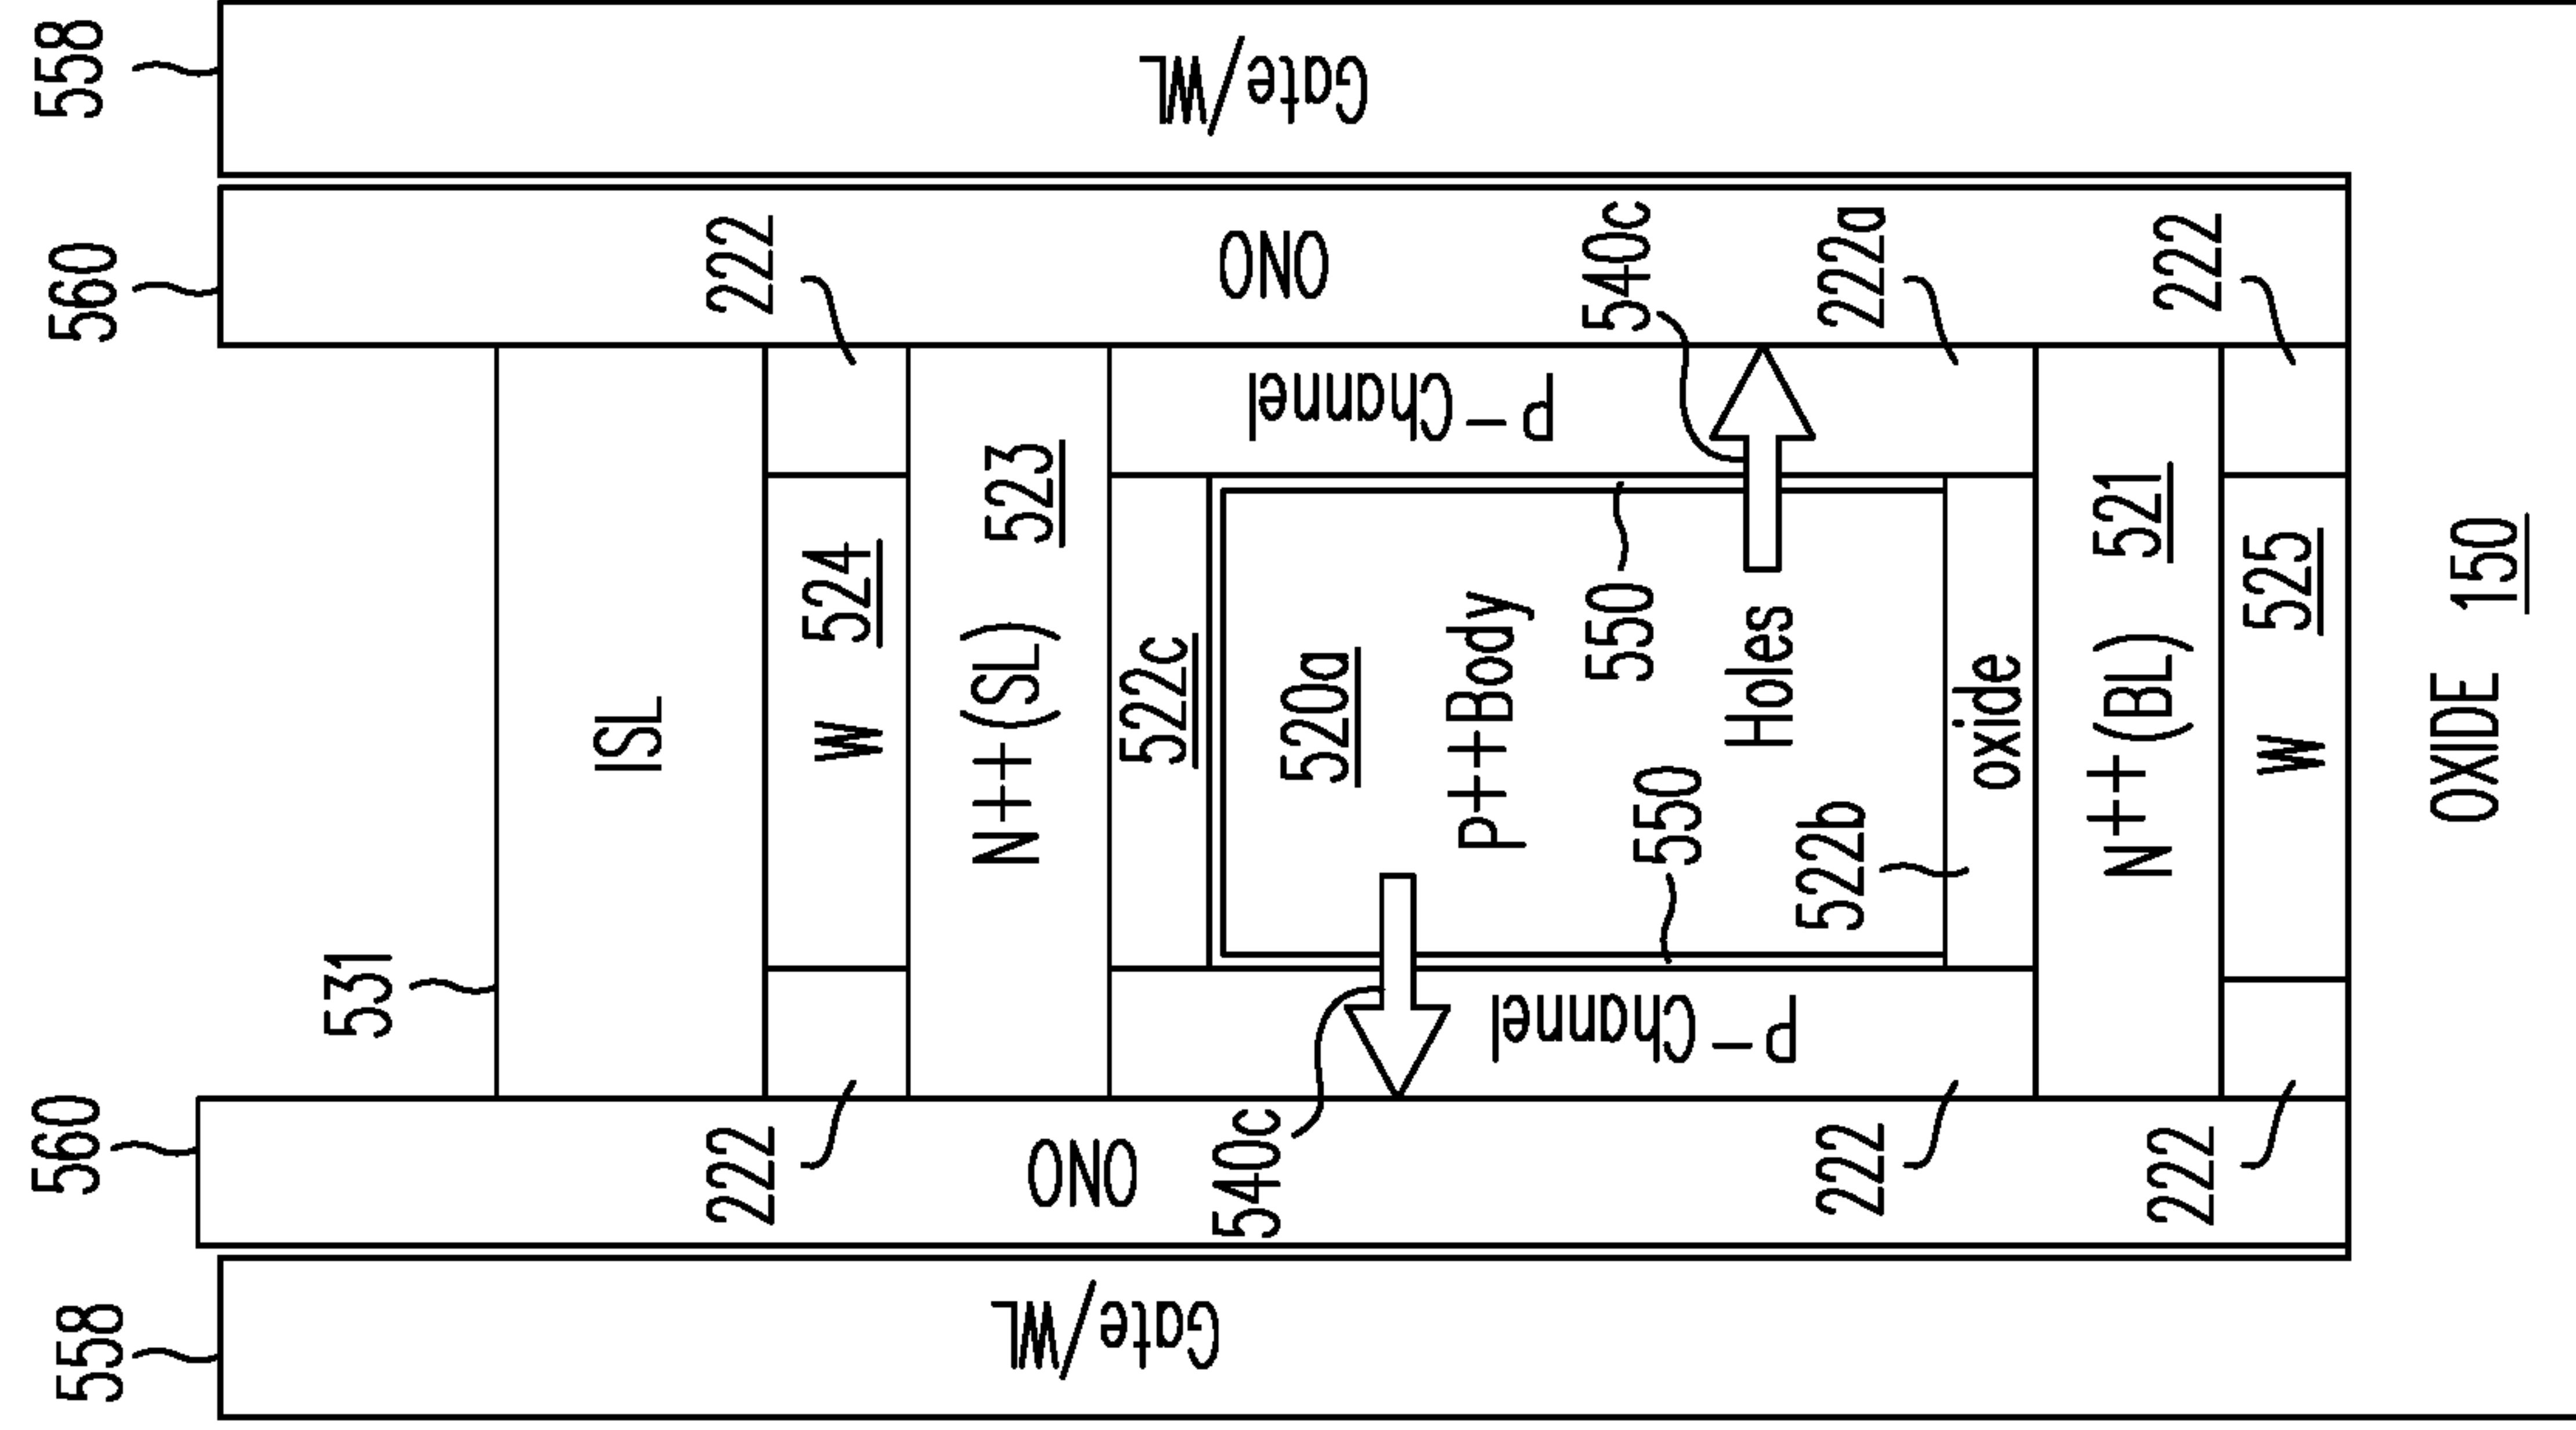 558
560
531
560
558
ISL
222
W 524
222
N++(SL) 523
522c
ONO
ONO
Gate/WL
Gate/WL
P-Channel
P-Channel
520a
P++Body
540c
540c
550
550
Holes
522b
oxide
222a
222
N++(BL) 521
222
W 525
222
OXIDE 150